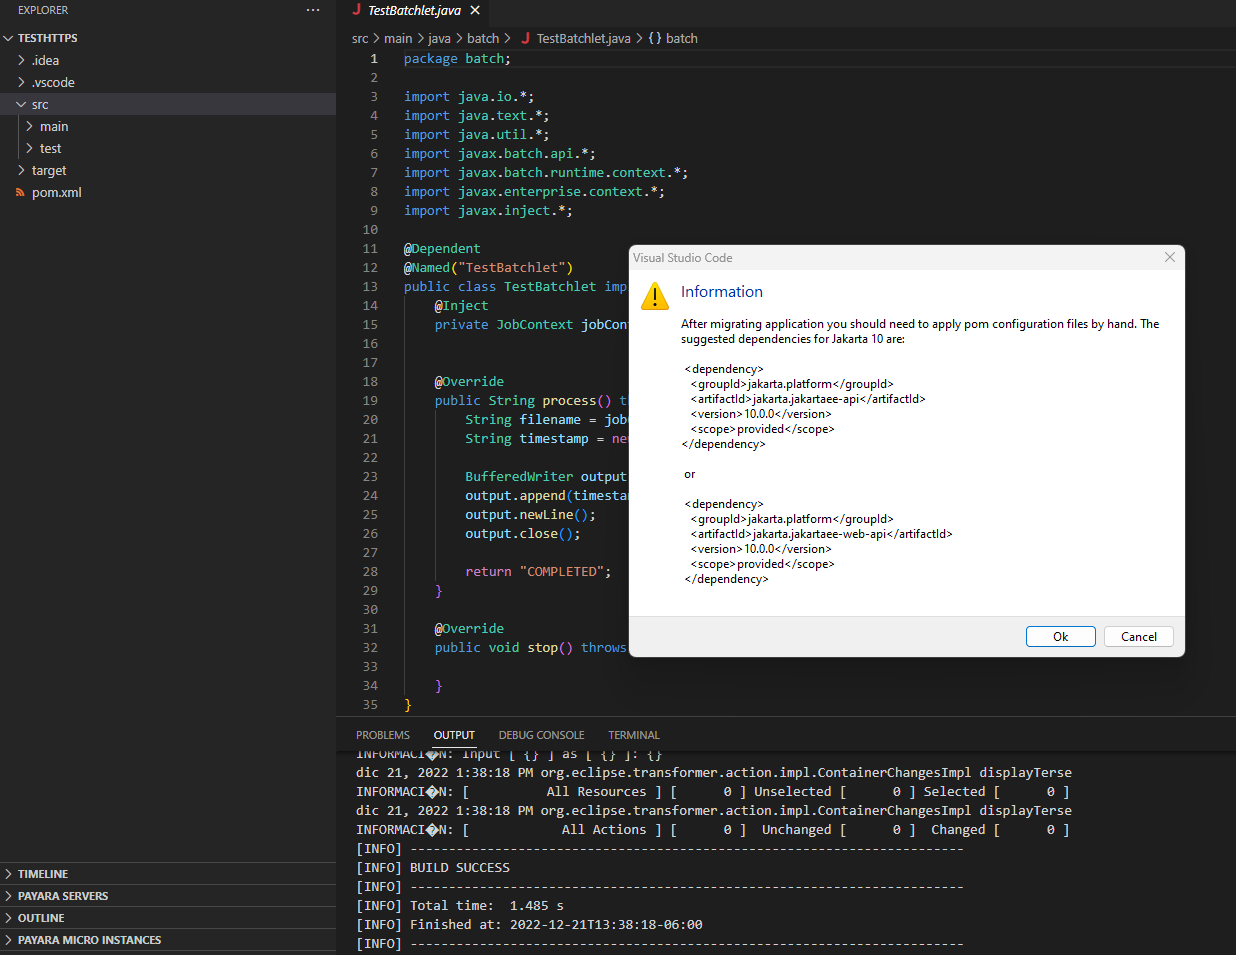 EXPLORER
TESTHTTPS
.idea
.vscode
src
main
test
target
pom.xml
TIMELINE
PAYARA SERVERS
OUTLINE
PAYARA MICRO INSTANCES
TestBatchlet.java
src > main > java > batch > TestBatchlet.java > {} batch
1 package batch;
2
3 import java.io.*;
4 import java.text.*;
5 import java.util.*;
6 import javax.batch.api.*;
7 import javax.batch.runtime.context.*;
8 import javax.enterprise.context.*;
9 import javax.inject.*;
10
11 @Dependent
12 @Named("TestBatchlet")
13 public class TestBatchlet imp
14 @Inject
15 private JobContext jobCon
16
17
18 @Override
19 public String process() t
20 String filename = job
21 String timestamp = ne
22
23 BufferedWriter output
24 output.append(timesta
25 output.newLine();
26 output.close();
27
28 return "COMPLETED";
29 }
30
31 @Override
32 public void stop() throws
33
34 }
35 }
Visual Studio Code
Information
After migrating application you should need to apply pom configuration files by hand. The
suggested dependencies for Jakarta 10 are:
<dependency>
<groupId>jakarta.platform</groupId>
<artifactId>jakarta.jakartaee-api</artifactId>
<version>10.0.0</version>
<scope>provided</scope>
</dependency>
or
<dependency>
<groupId>jakarta.platform</groupId>
<artifactId>jakarta.jakartaee-web-api</artifactId>
<version>10.0.0</version>
<scope>provided</scope>
</dependency>
Ok Cancel
PROBLEMS OUTPUT DEBUG CONSOLE TERMINAL
INFORMACI�N: Input [ {} ] as [ {} ]: {}
dic 21, 2022 1:38:18 PM org.eclipse.transformer.action.impl.ContainerChangesImpl displayTerse
INFORMACI�N: [ All Resources ] [ 0 ] Unselected [ 0 ] Selected [ 0 ]
dic 21, 2022 1:38:18 PM org.eclipse.transformer.action.impl.ContainerChangesImpl displayTerse
INFORMACI�N: [ All Actions ] [ 0 ] Unchanged [ 0 ] Changed [ 0 ]
[INFO] ------------------------------------------------------------------------
[INFO] BUILD SUCCESS
[INFO] ------------------------------------------------------------------------
[INFO] Total time: 1.485 s
[INFO] Finished at: 2022-12-21T13:38:18-06:00
[INFO] ------------------------------------------------------------------------